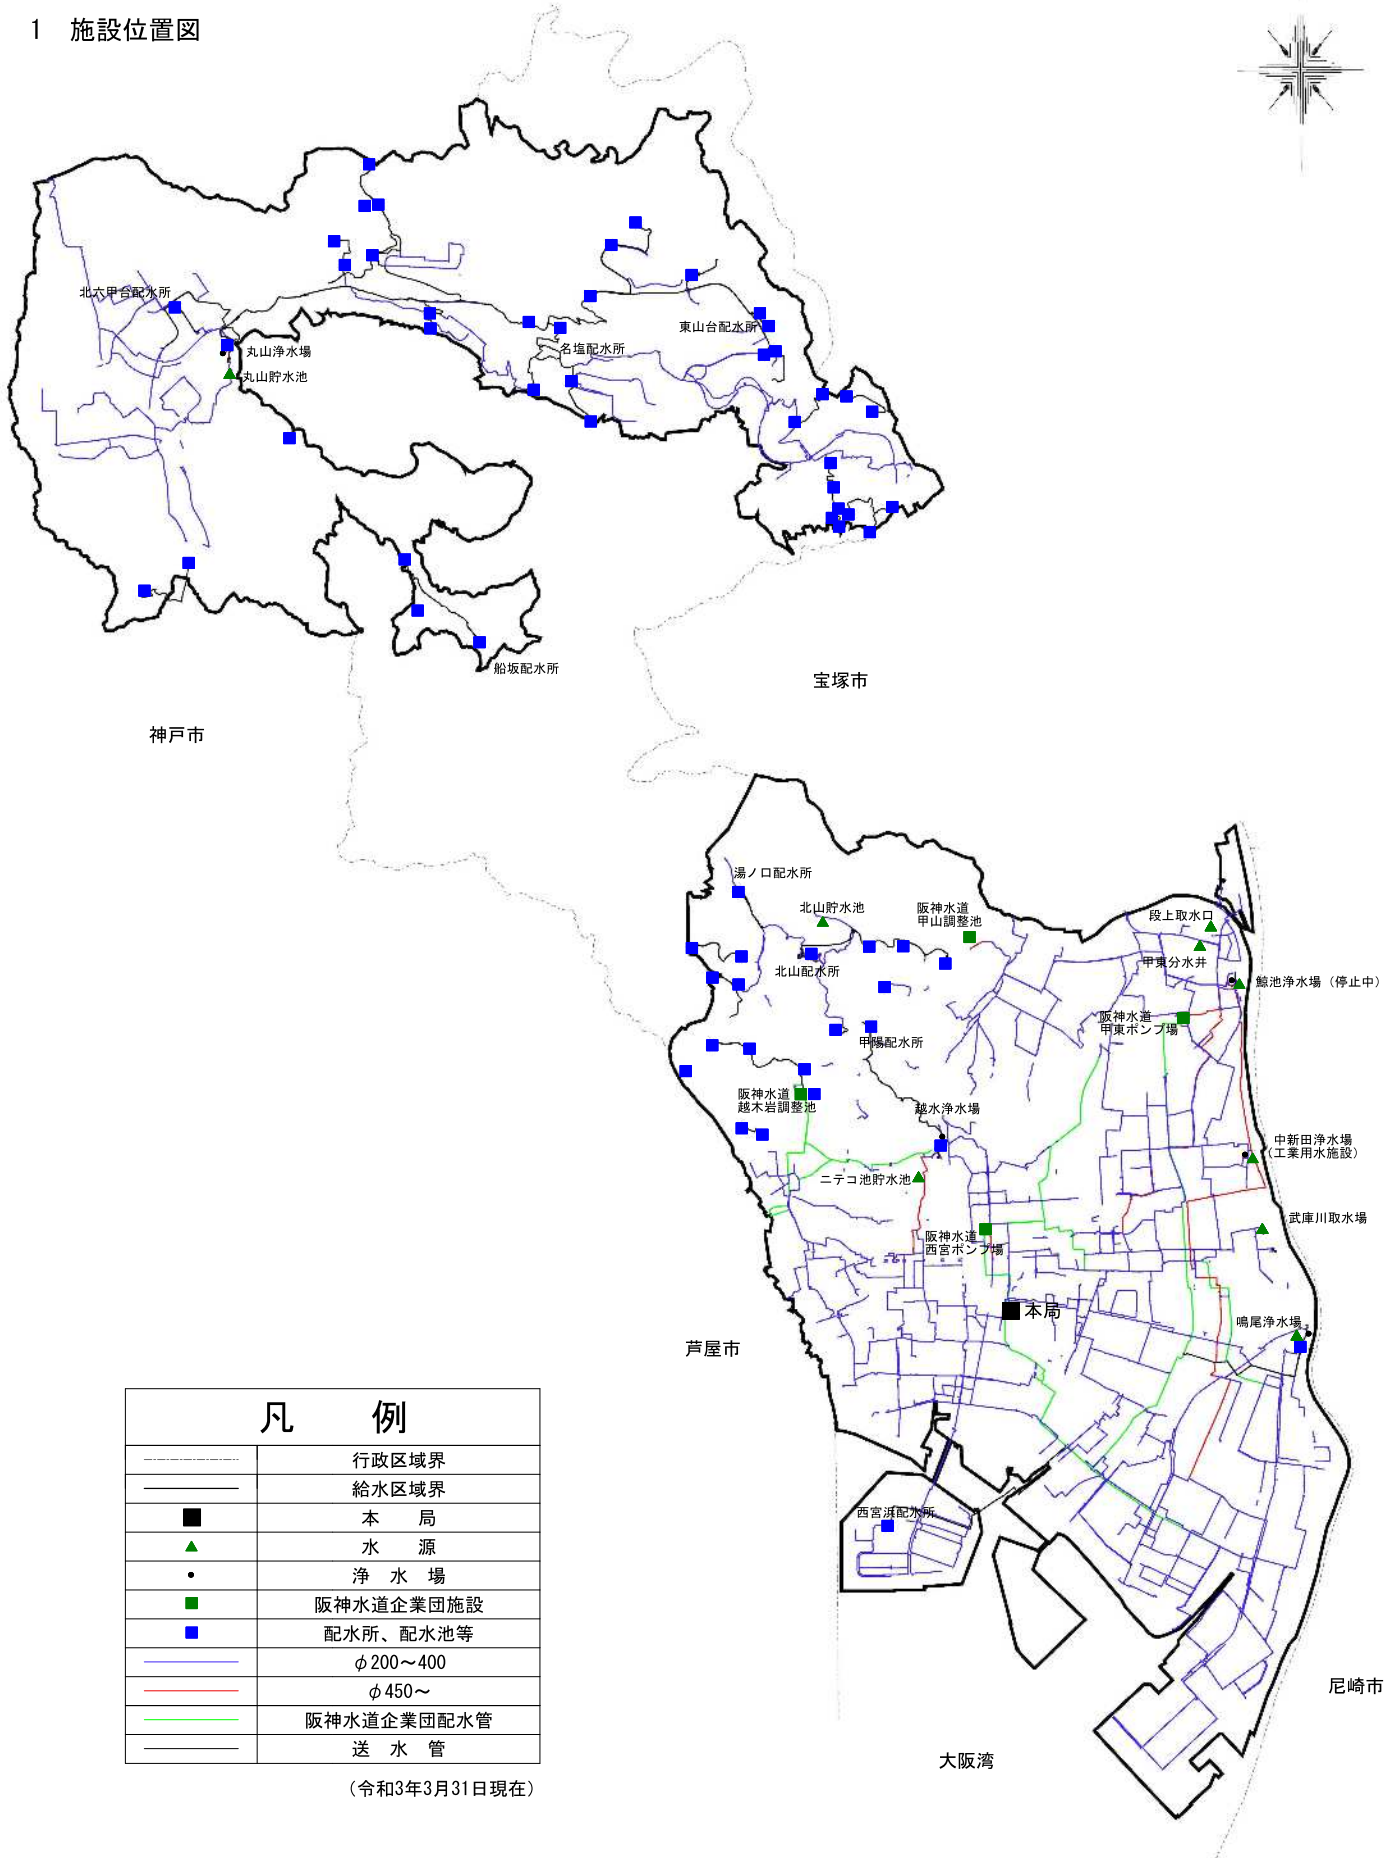 1　施設位置図
北六甲台配水所
丸山浄水場
丸山貯水池
名塩配水所
東山台配水所
船坂配水所
宝塚市
神戸市
湯ノ口配水所
北山貯水池
阪神水道
甲山調整池
段上取水口
北山配水所
甲東分水井
鯨池浄水場（停止中）
阪神水道
甲東ポンプ場
甲陽配水所
阪神水道
越木岩調整池
越水浄水場
中新田浄水場
（工業用水施設）
ニテコ池貯水池
武庫川取水場
阪神水道
西宮ポンプ場
本局
鳴尾浄水場
芦屋市
西宮浜配水所
尼崎市
大阪湾
凡　例
行政区域界
給水区域界
本　局
水　源
浄　水　場
阪神水道企業団施設
配水所、配水池等
φ200～400
φ450～
阪神水道企業団配水管
送　水　管
（令和3年3月31日現在）